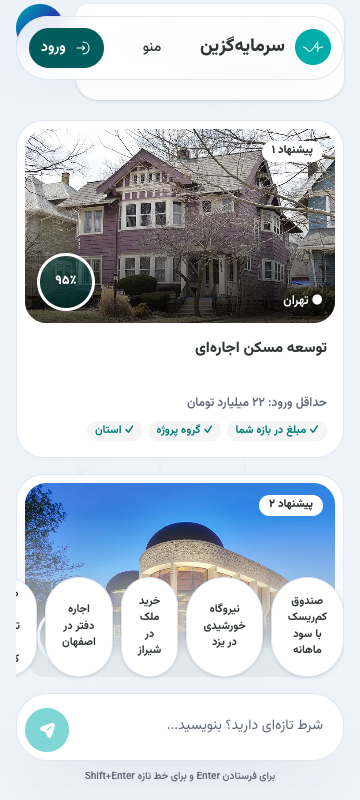 سرمایه‌گزین
منو
ورود
پیشنهاد ۱
۹۵٪
تهران
توسعه مسکن اجاره‌ای
حداقل ورود: ۲۲ میلیارد تومان
✓ مبلغ در بازه شما
✓ گروه پروژه
✓ استان
پیشنهاد ۲
صندوق
کم‌ریسک
با سود
ماهانه
نیروگاه
خورشیدی
در یزد
خرید
ملک
در
شیراز
اجاره
دفتر در
اصفهان
شرط تازه‌ای دارید؟ بنویسید...
برای فرستادن Enter و برای خط تازه Shift+Enter